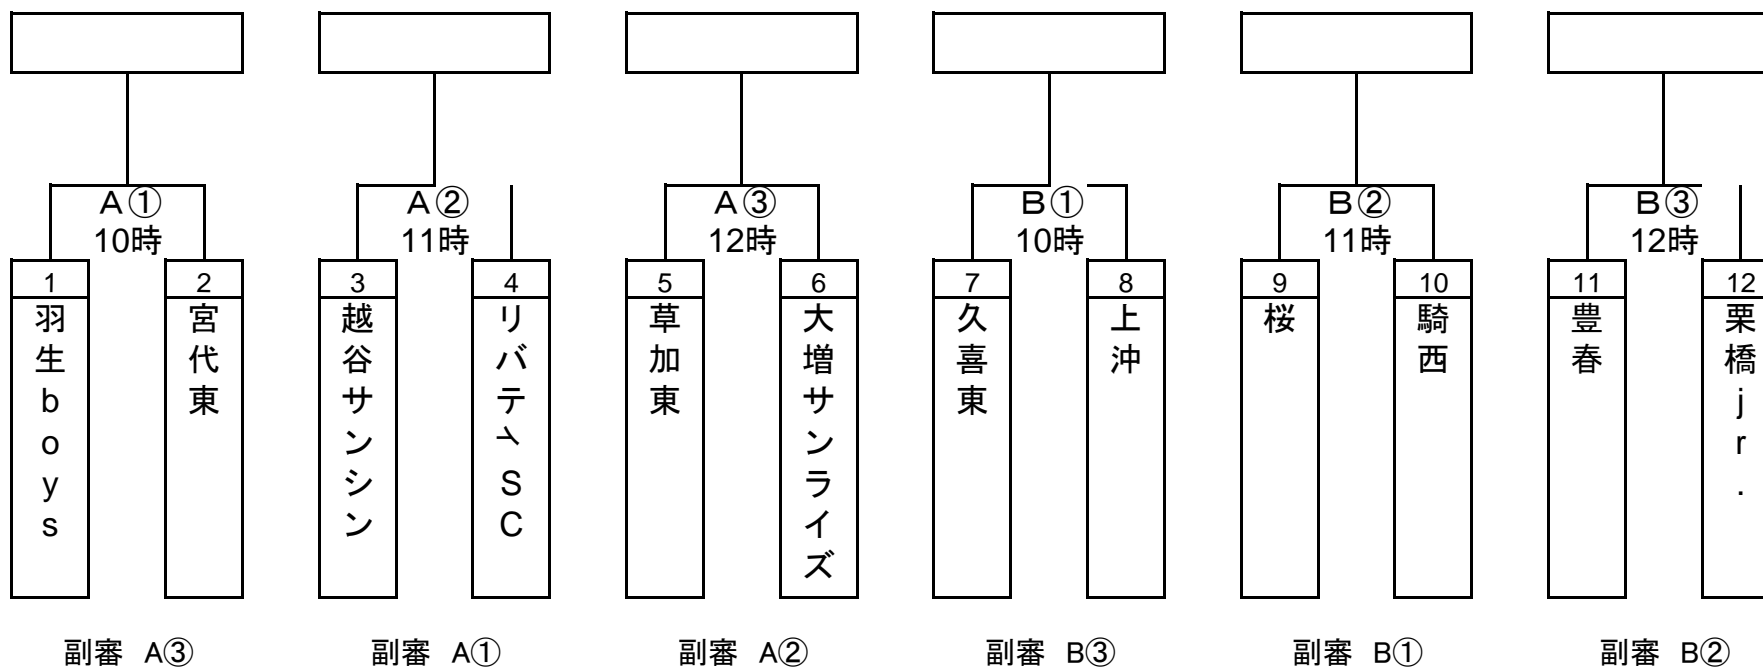 A① A② A③ B① B② B③
10時 11時 12時 10時 11時 12時
1 2 3 4 5 6 7 8 9 10 11 12
羽生boys
宮代東
越谷サンシン
リバティSC
草加東
大増サンライズ
久喜東
上沖
桜
騎西
豊春
栗橋jr.
副審 A③ 副審 A① 副審 A② 副審 B③ 副審 B① 副審 B②